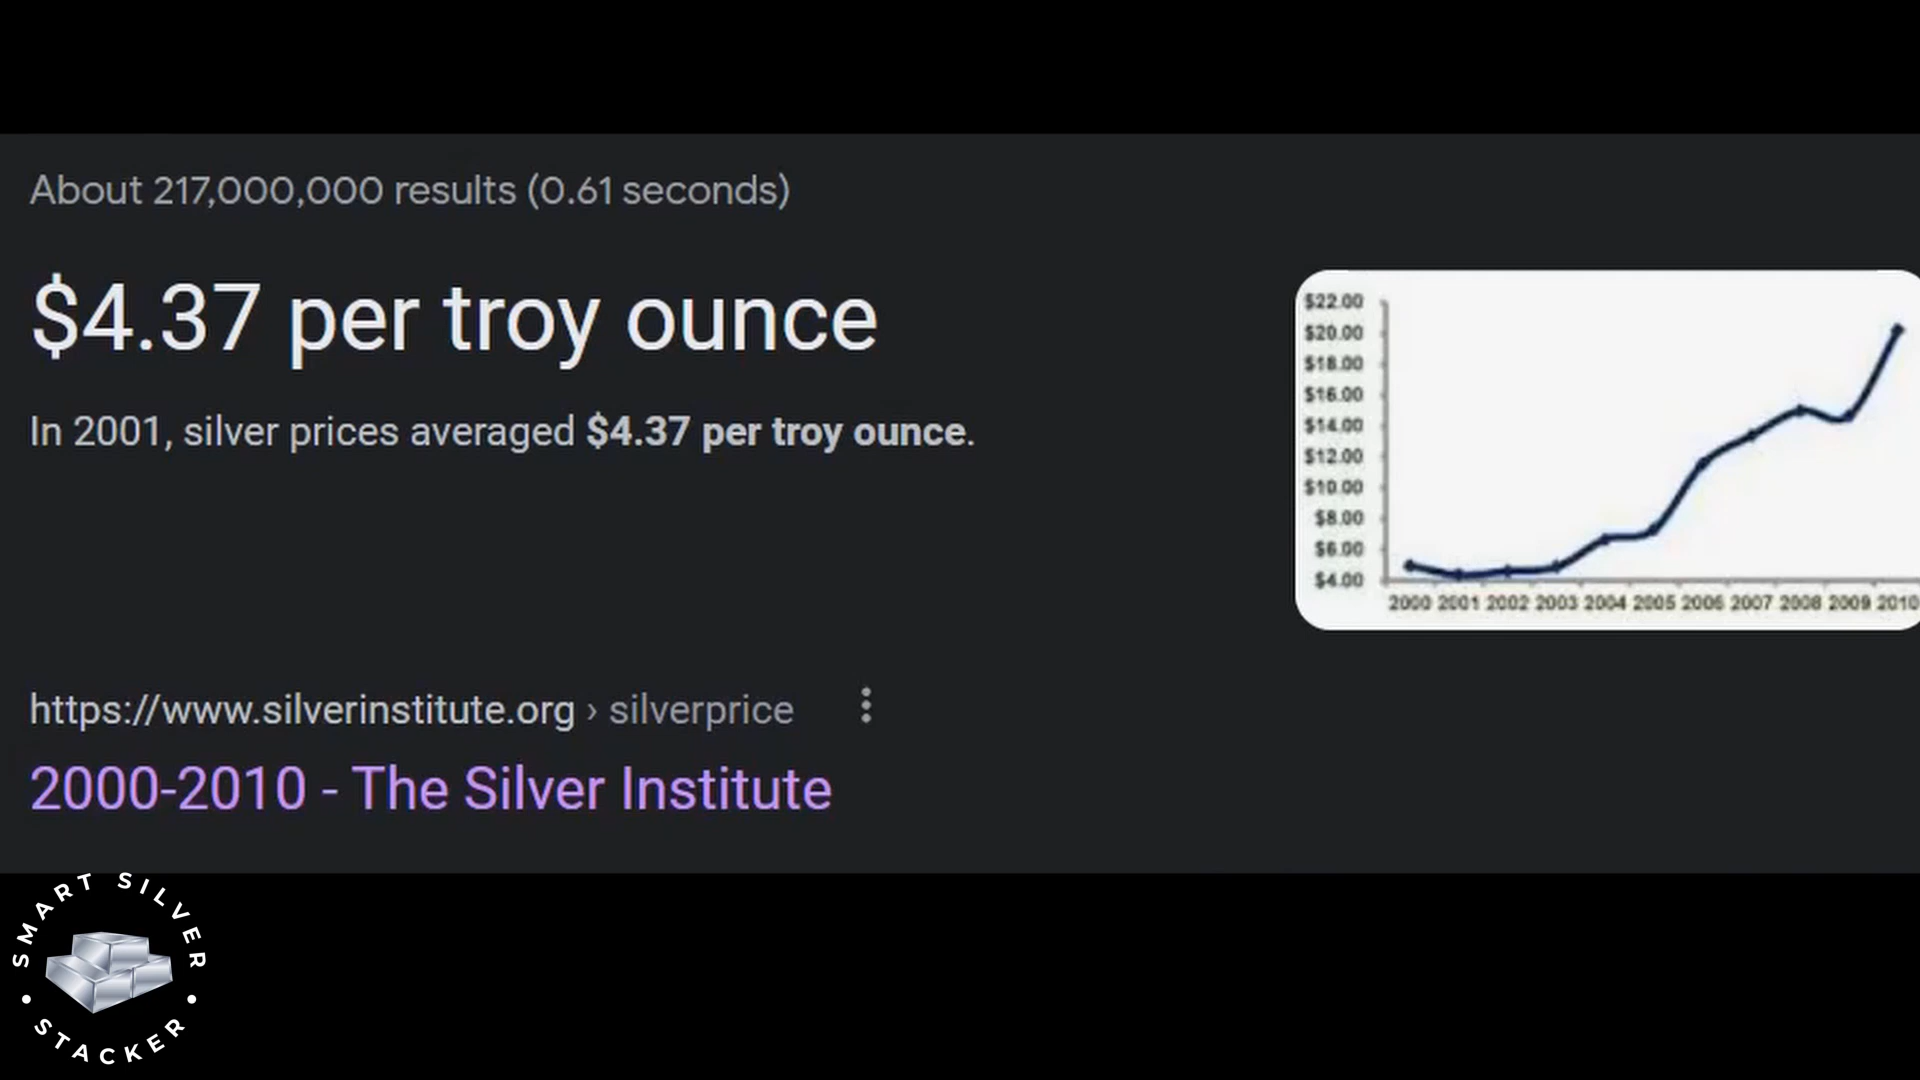 About 217,000,000 results (0.61 seconds)
$4.37 per troy ounce
In 2001, silver prices averaged $4.37 per troy ounce.
$22.00
$20.00
$18.00
$16.00
$14.00
$12.00
$10.00
$8.00
$6.00
$4.00
2000 2001 2002 2003 2004 2005 2006 2007 2008 2009 2010
https://www.silverinstitute.org › silverprice
2000-2010 - The Silver Institute
SMART SILVER
• STACKER •